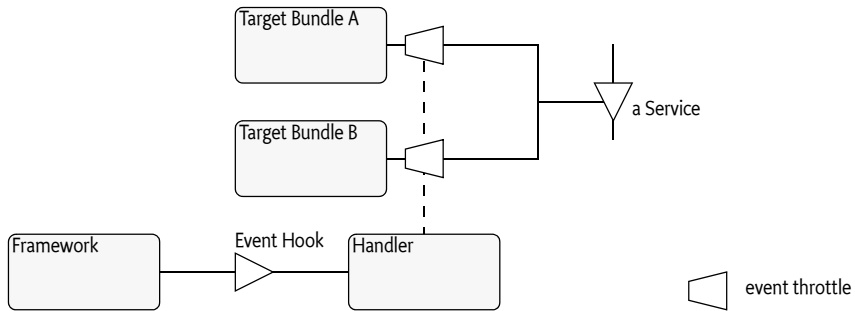 Target Bundle A
a Service
Target Bundle B
Event Hook
Framework
Handler
event throttle